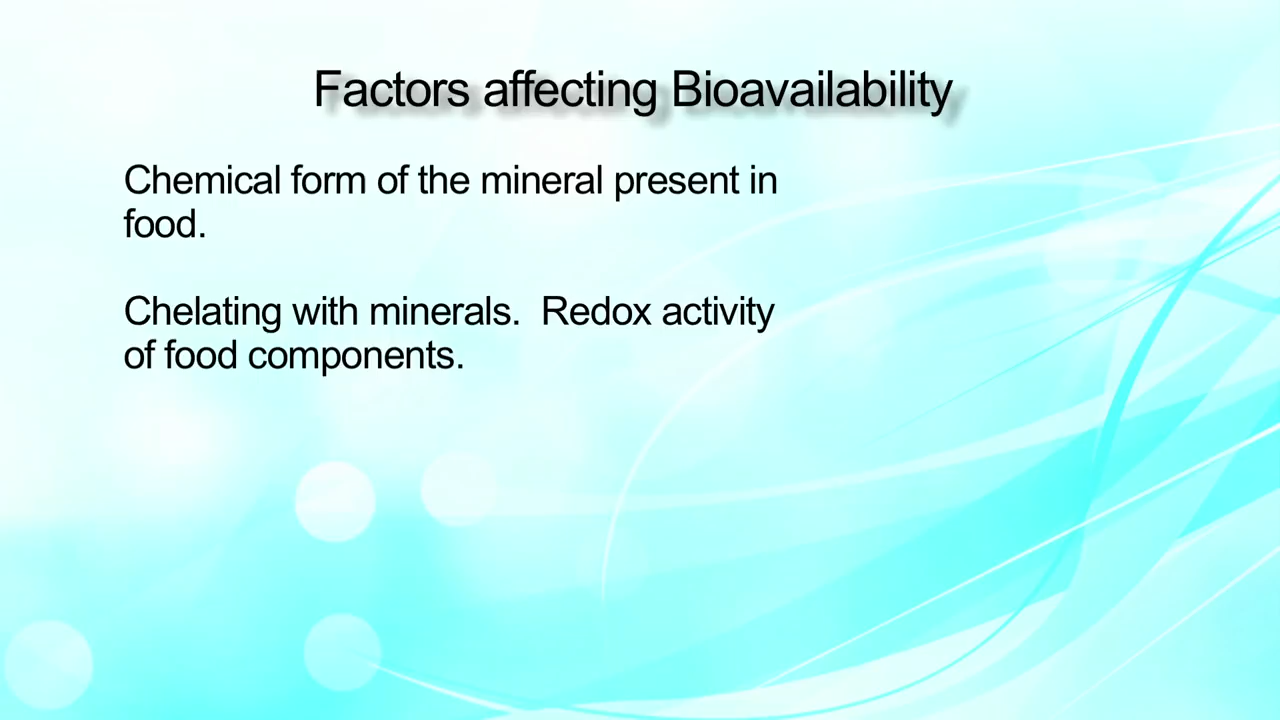 Factors affecting Bioavailability
Chemical form of the mineral present in
food.
Chelating with minerals.  Redox activity
of food components.